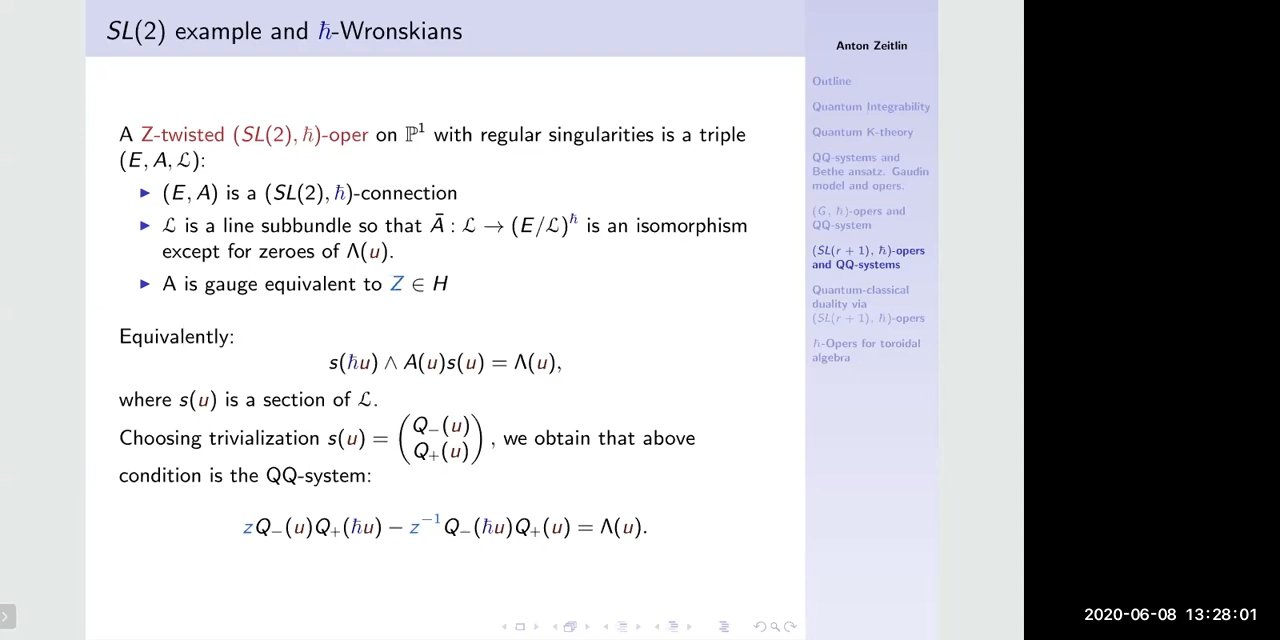 SL(2) example and ℏ-Wronskians
A Z-twisted (SL(2), ℏ)-oper on ℙ¹ with regular singularities is a triple
(E, A, ℒ):
▶ (E, A) is a (SL(2), ℏ)-connection
▶ ℒ is a line subbundle so that Ā : ℒ → (E/ℒ)^ℏ is an isomorphism
except for zeroes of Λ(u).
▶ A is gauge equivalent to Z ∈ H
Equivalently:
s(ℏu) ∧ A(u)s(u) = Λ(u),
where s(u) is a section of ℒ.
Choosing trivialization s(u) = (Q₋(u) Q₊(u)), we obtain that above
condition is the QQ-system:
zQ₋(u)Q₊(ℏu) − z⁻¹Q₋(ℏu)Q₊(u) = Λ(u).
Anton Zeitlin
Outline
Quantum Integrability
Quantum K-theory
QQ-systems and
Bethe ansatz. Gaudin
model and opers.
(G, ℏ)-opers and
QQ-system
(SL(r + 1), ℏ)-opers
and QQ-systems
Quantum-classical
duality via
(SL(r + 1), ℏ)-opers
ℏ-Opers for toroidal
algebra
2020-06-08 13:28:01